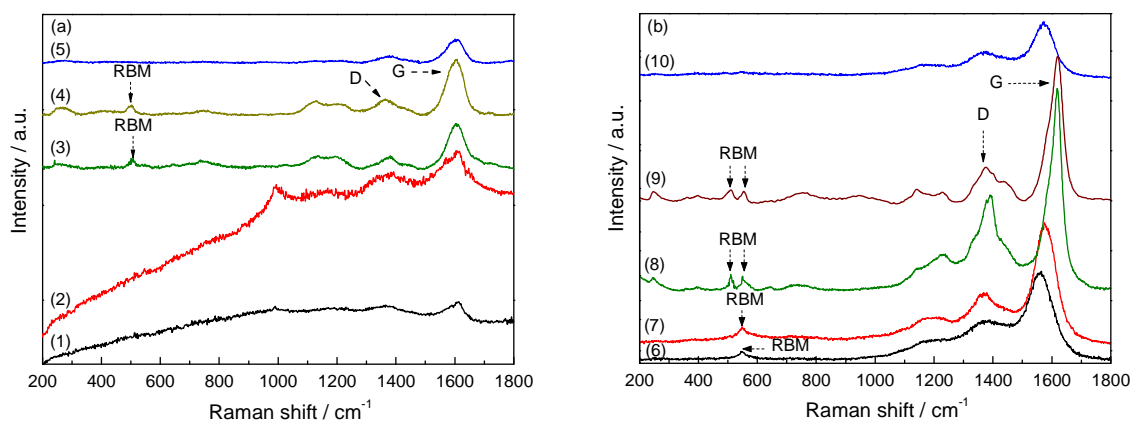 (a)
(5)
RBM
D
G
(4)
RBM
(3)
(2)
(1)
200 400 600 800 1000 1200 1400 1600 1800
Raman shift / cm-1
Intensity / a.u.
(b)
(10)
G
D
RBM
(9)
RBM
(8)
RBM
(7)
RBM
(6)
200 400 600 800 1000 1200 1400 1600 1800
Raman shift / cm-1
Intensity / a.u.